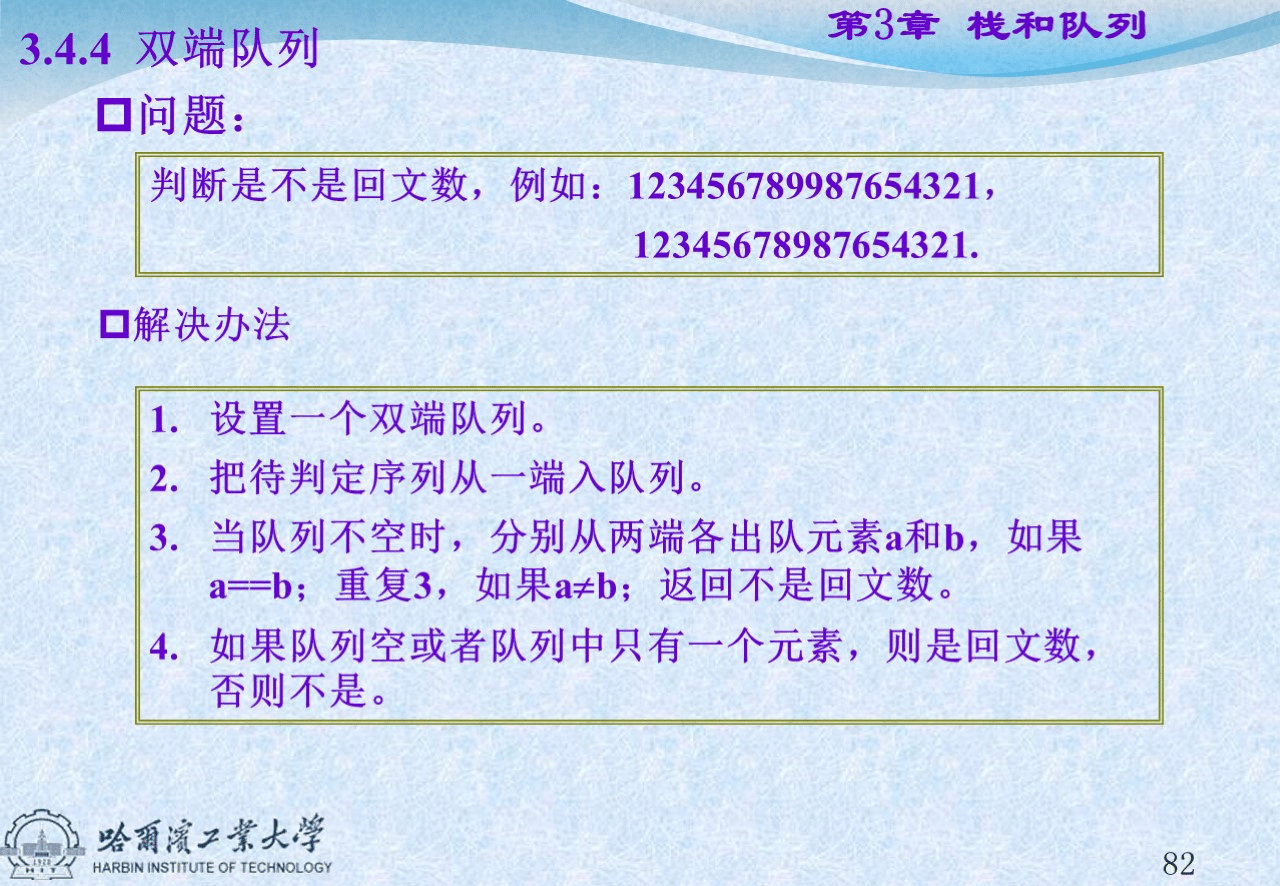 第3章 栈和队列
3.4.4 双端队列
问题：
判断是不是回文数，例如：123456789987654321，
12345678987654321.
解决办法
1. 设置一个双端队列。
2. 把待判定序列从一端入队列。
3. 当队列不空时，分别从两端各出队元素a和b，如果
a==b；重复3，如果a≠b；返回不是回文数。
4. 如果队列空或者队列中只有一个元素，则是回文数，
否则不是。
哈爾濱工業大學
HARBIN INSTITUTE OF TECHNOLOGY
1920
HIT
82